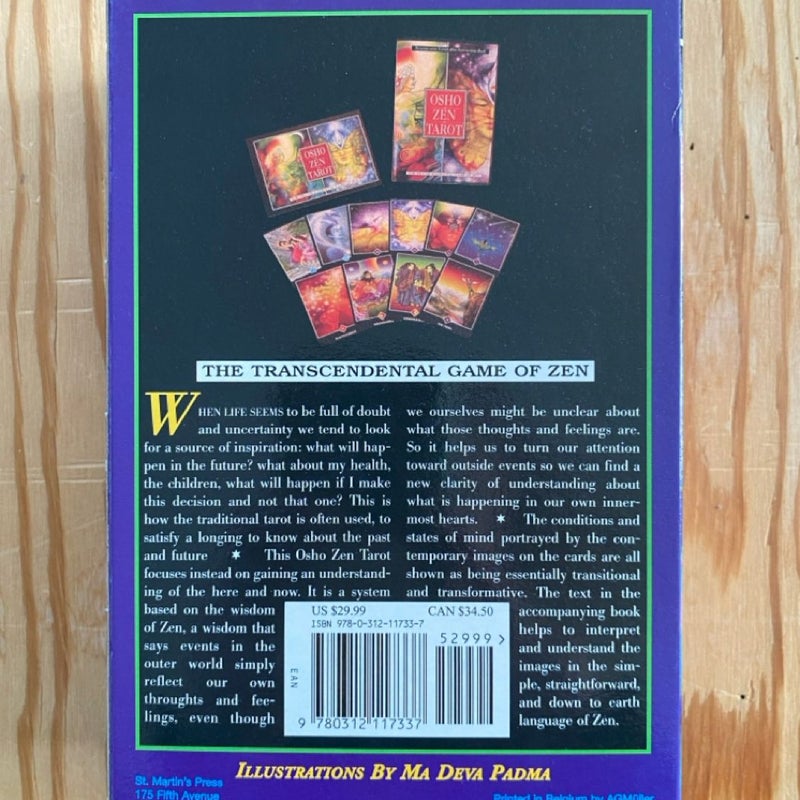 OSHO
ZEN
TAROT
OSHO
ZEN
TAROT
THE TRANSCENDENTAL GAME OF ZEN
WHEN LIFE SEEMS to be full of doubt
and uncertainty we tend to look
for a source of inspiration: what will hap-
pen in the future? what about my health,
the children, what will happen if I make
this decision and not that one? This is
how the traditional tarot is often used, to
satisfy a longing to know about the past
and future ★ This Osho Zen Tarot
focuses instead on gaining an understand-
ing of the here and now. It is a system
based on the wisdom
of Zen, a wisdom that
says events in the
outer world simply
reflect our own
throughts and fee-
lings, even though
we ourselves might be unclear about
what those thoughts and feelings are.
So it helps us to turn our attention
toward outside events so we can find a
new clarity of understanding about
what is happening in our own inner-
most hearts. ★ The conditions and
states of mind portrayed by the con-
temporary images on the cards are all
shown as being essentially transitional
and transformative. The text in the
accompanying book
helps to interpret
and understand the
images in the sim-
ple, straightforward,
and down to earth
language of Zen.
US $29.99 CAN $34.50
ISBN 978-0-312-11733-7
52999>
EAN
9 780312 117337
ILLUSTRATIONS BY MA DEVA PADMA
St. Martin's Press
175 Fifth Avenue
Printed in Belgium by AGMüller